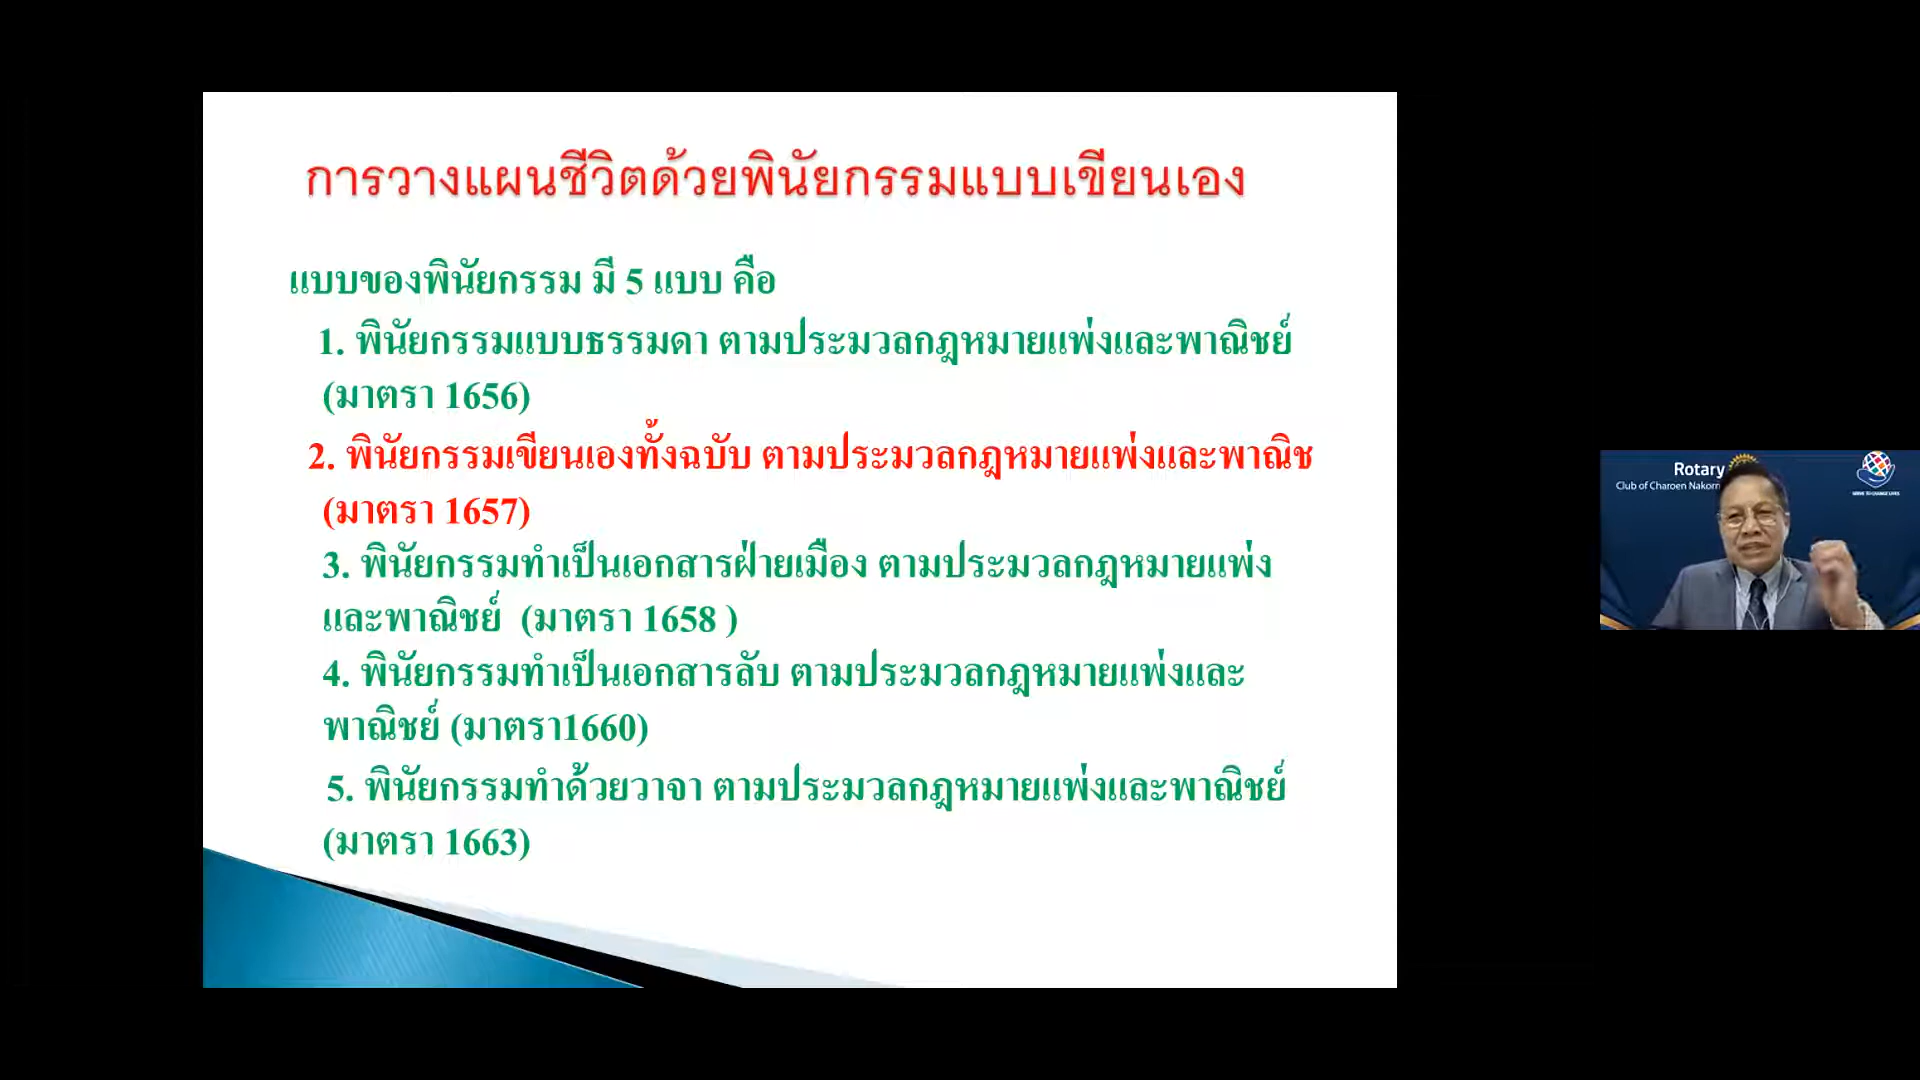 การวางแผนชีวิตด้วยพินัยกรรมแบบเขียนเอง
แบบของพินัยกรรม มี 5 แบบ คือ
1. พินัยกรรมแบบธรรมดา ตามประมวลกฎหมายแพ่งและพาณิชย์
(มาตรา 1656)
2. พินัยกรรมเขียนเองทั้งฉบับ ตามประมวลกฎหมายแพ่งและพาณิช
(มาตรา 1657)
3. พินัยกรรมทำเป็นเอกสารฝ่ายเมือง ตามประมวลกฎหมายแพ่ง
และพาณิชย์ (มาตรา 1658 )
4. พินัยกรรมทำเป็นเอกสารลับ ตามประมวลกฎหมายแพ่งและ
พาณิชย์ (มาตรา1660)
5. พินัยกรรมทำด้วยวาจา ตามประมวลกฎหมายแพ่งและพาณิชย์
(มาตรา 1663)
Rotary
Club of Charoen Nakorn
SERVE TO CHANGE LIVES